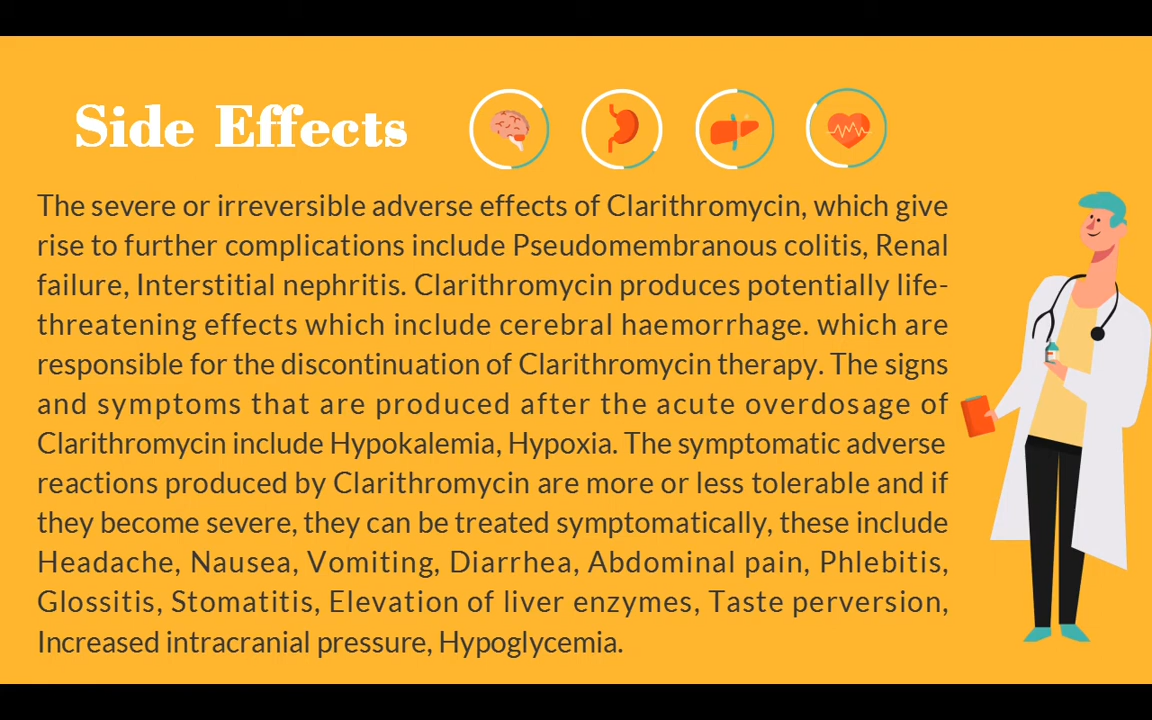 Side Effects
The severe or irreversible adverse effects of Clarithromycin, which give
rise to further complications include Pseudomembranous colitis, Renal
failure, Interstitial nephritis. Clarithromycin produces potentially life-
threatening effects which include cerebral haemorrhage. which are
responsible for the discontinuation of Clarithromycin therapy. The signs
and symptoms that are produced after the acute overdosage of
Clarithromycin include Hypokalemia, Hypoxia. The symptomatic adverse
reactions produced by Clarithromycin are more or less tolerable and if
they become severe, they can be treated symptomatically, these include
Headache, Nausea, Vomiting, Diarrhea, Abdominal pain, Phlebitis,
Glossitis, Stomatitis, Elevation of liver enzymes, Taste perversion,
Increased intracranial pressure, Hypoglycemia.